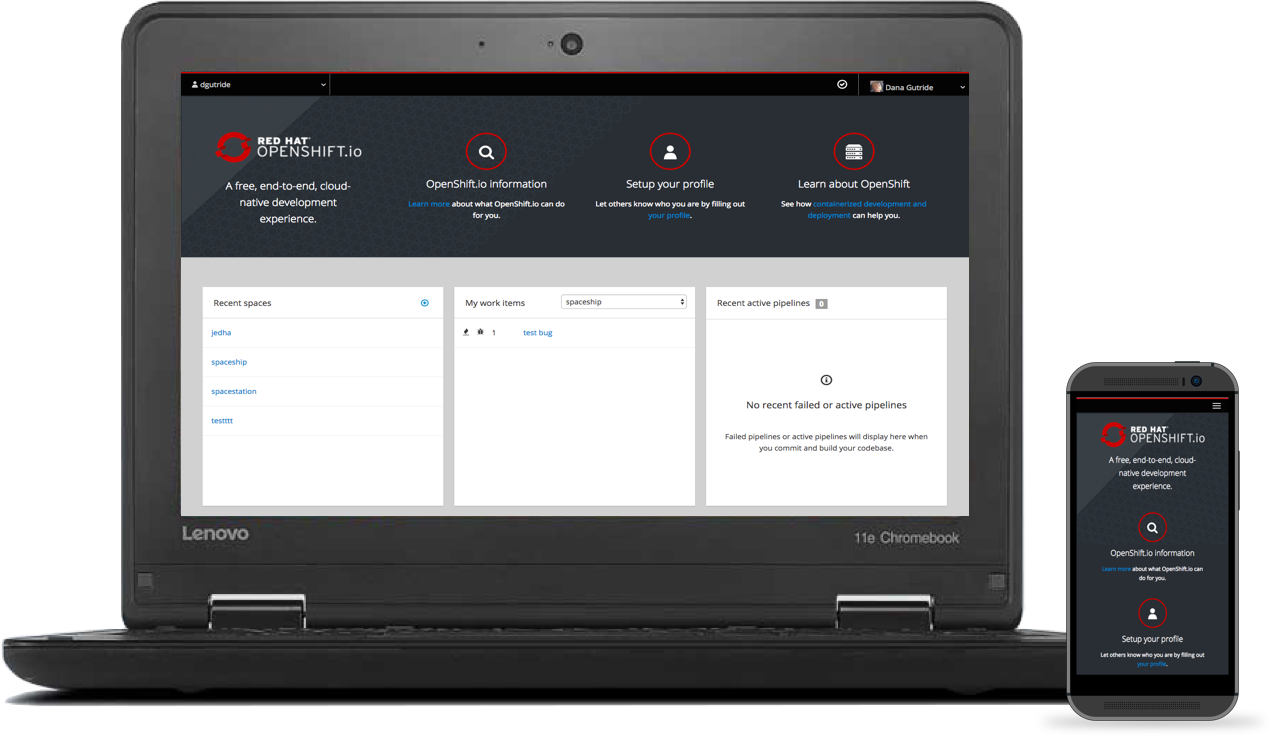 dgutride
Dana Gutride
RED HAT
OPENSHIFT.io
A free, end-to-end, cloud-
native development
experience.
OpenShift.io information
Learn more about what OpenShift.io can do
for you.
Setup your profile
Let others know who you are by filling out
your profile.
Learn about OpenShift
See how containerized development and
deployment can help you.
Recent spaces
jedha
spaceship
spacestation
testttt
My work items
spaceship
1 test bug
Recent active pipelines 0
No recent failed or active pipelines
Failed pipelines or active pipelines will display here when
you commit and build your codebase.
Lenovo
11e Chromebook
RED HAT
OPENSHIFT.io
A free, end-to-end, cloud-
native development
experience.
OpenShift.io information
Learn more about what OpenShift.io can
do for you.
Setup your profile
Let others know who you are by filling out
your profile.